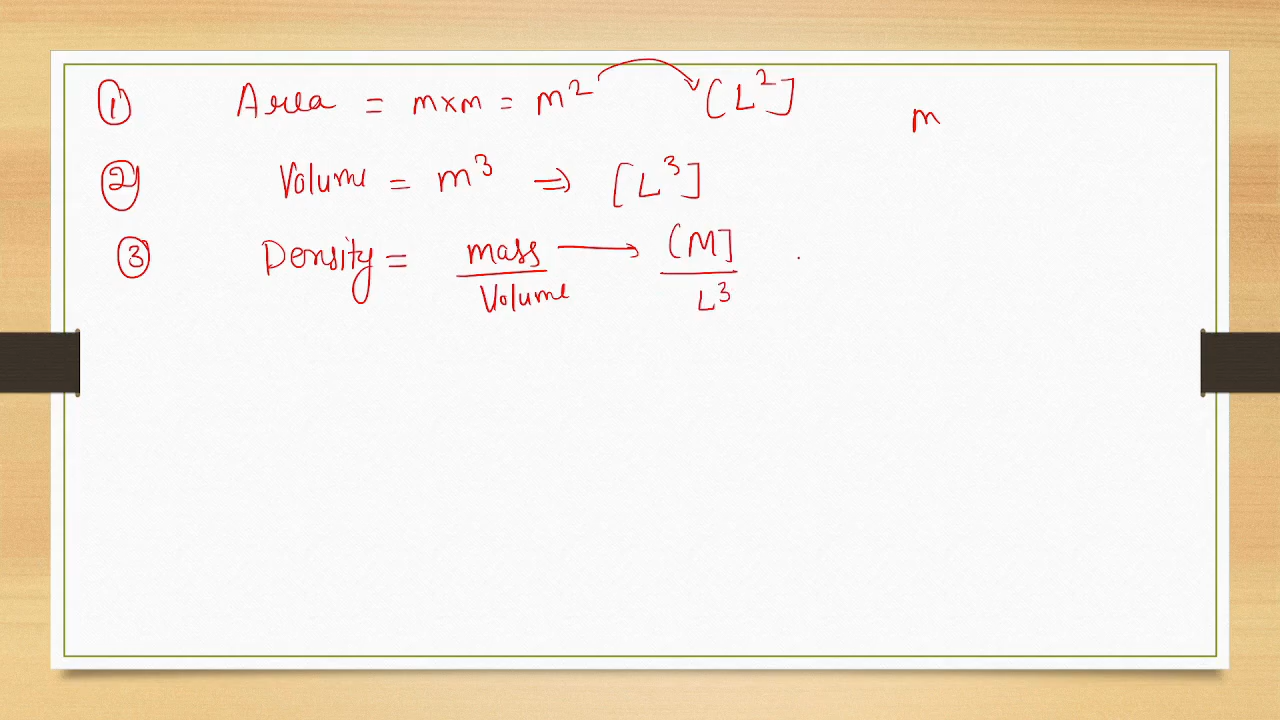 ① Area = m×m = m² [L²]
m
② Volume = m³ ⇒ [L³]
③ Density = mass/Volume → [M]/L³